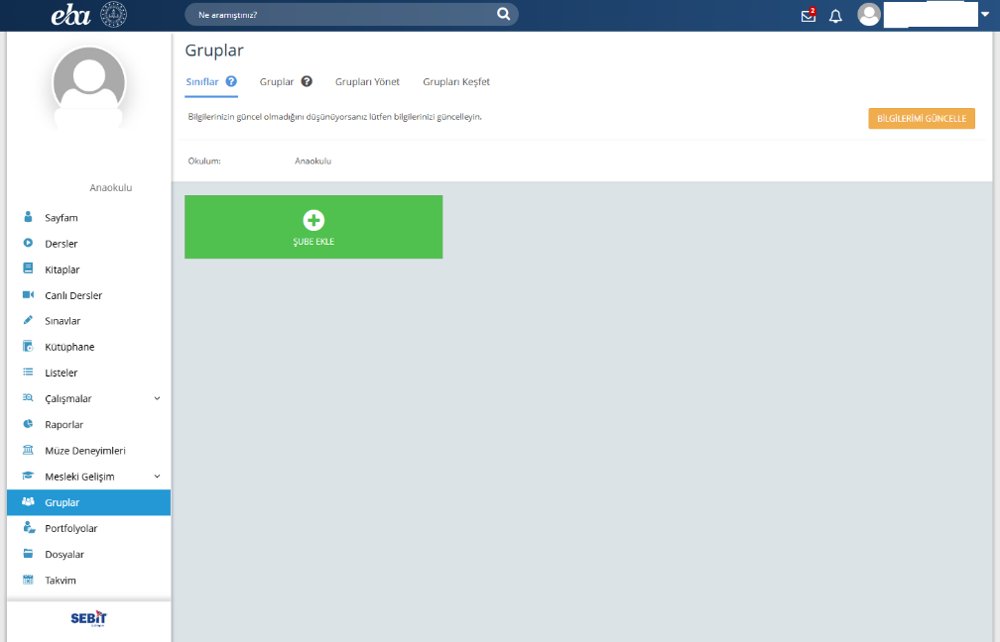 eba
Ne aramıştınız?
2
Gruplar
Sınıflar ?
Gruplar ?
Grupları Yönet
Grupları Keşfet
Bilgilerinizin güncel olmadığını düşünüyorsanız lütfen bilgilerinizi güncelleyin.
BİLGİLERİMİ GÜNCELLE
Okulum: Anaokulu
ŞUBE EKLE
Anaokulu
Sayfam
Dersler
Kitaplar
Canlı Dersler
Sınavlar
Kütüphane
Listeler
Çalışmalar
Raporlar
Müze Deneyimleri
Mesleki Gelişim
Gruplar
Portfolyolar
Dosyalar
Takvim
SEBİT